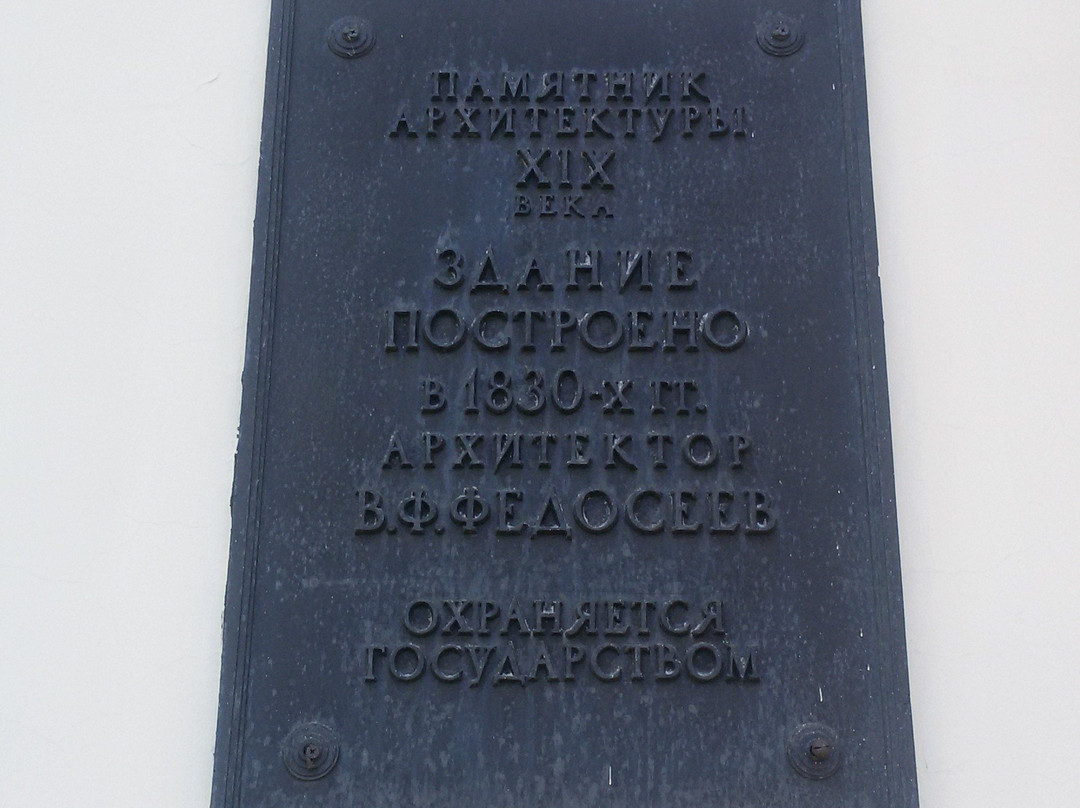 ПАМЯТНИК
АРХИТЕКТУРЫ
XIX
ВЕКА
ЗДАНИЕ
ПОСТРОЕНО
В 1830-Х ГГ.
АРХИТЕКТОР
В.Ф.ФЕДОСЕЕВ
ОХРАНЯЕТСЯ
ГОСУДАРСТВОМ